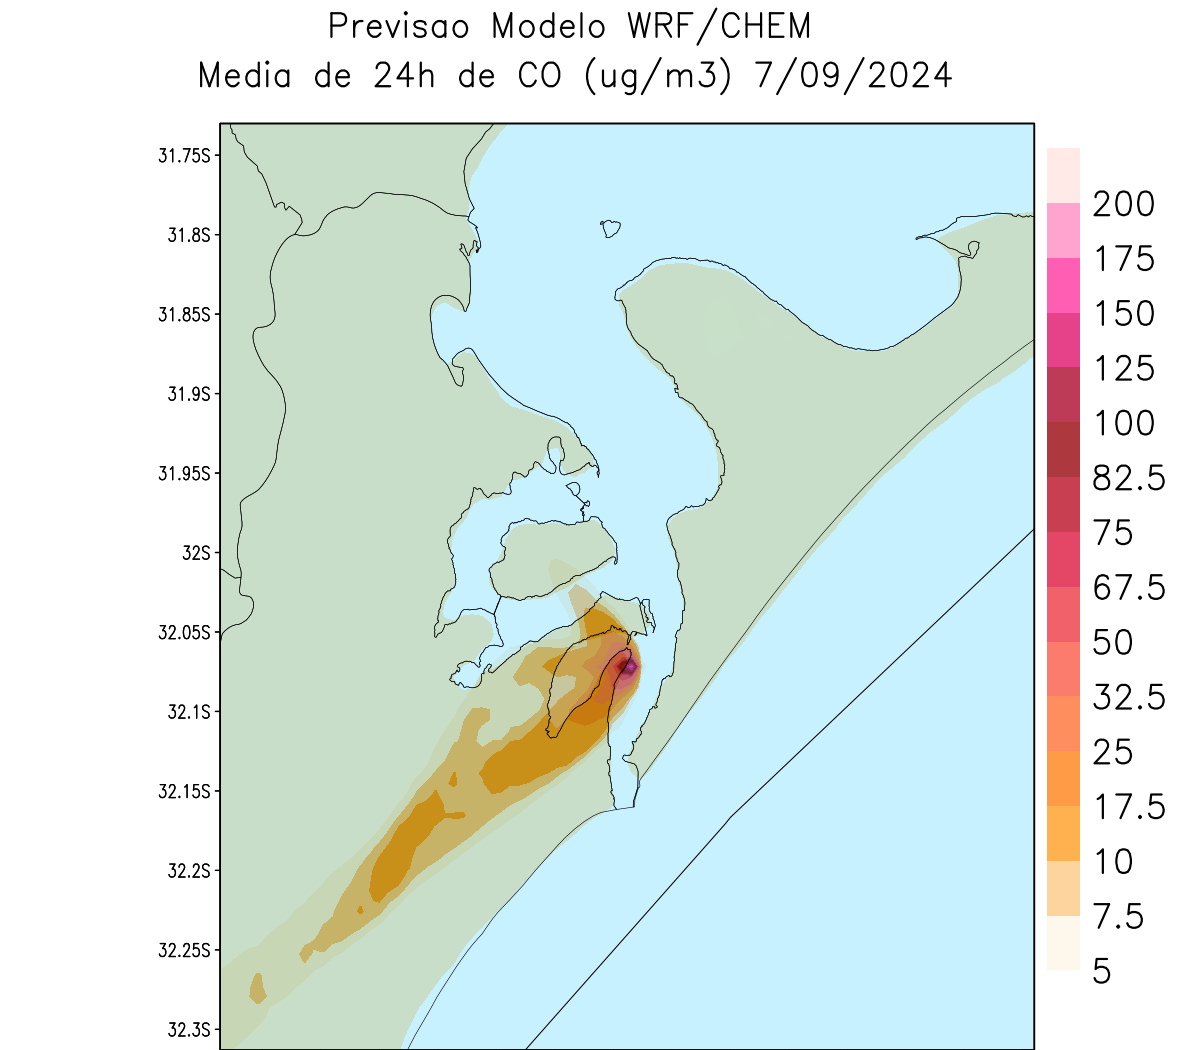 Previsao Modelo WRF/CHEM
Media de 24h de CO (ug/m3) 7/09/2024
31.75S
31.8S
31.85S
31.9S
31.95S
32S
32.05S
32.1S
32.15S
32.2S
32.25S
32.3S
200
175
150
125
100
82.5
75
67.5
50
32.5
25
17.5
10
7.5
5